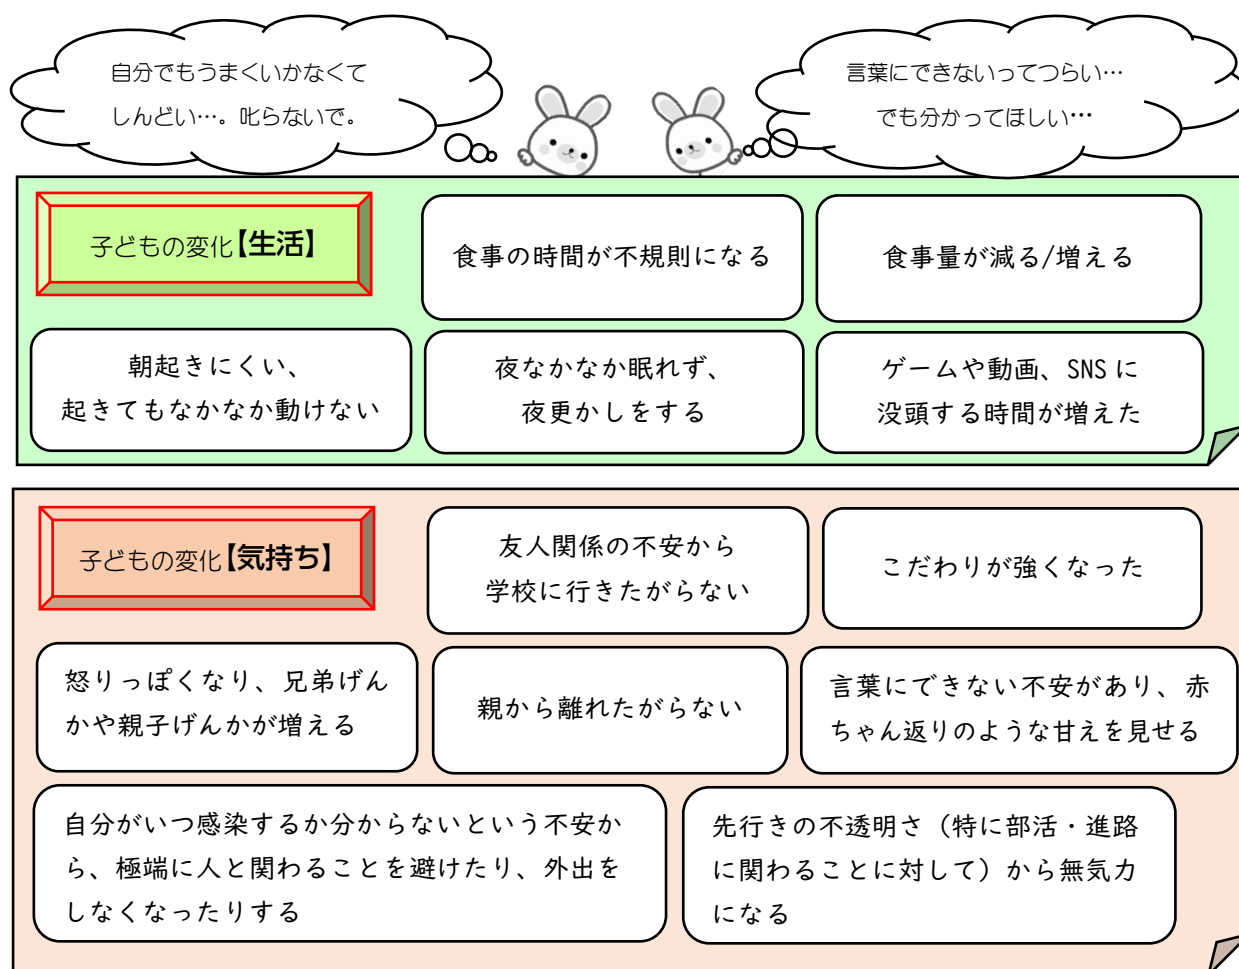 自分でもうまくいかなくて
しんどい…。叱らないで。
言葉にできないってつらい…
でも分かってほしい…
子どもの変化【生活】
食事の時間が不規則になる
食事量が減る/増える
朝起きにくい、
起きてもなかなか動けない
夜なかなか眠れず、
夜更かしをする
ゲームや動画、SNSに
没頭する時間が増えた
子どもの変化【気持ち】
友人関係の不安から
学校に行きたがらない
こだわりが強くなった
怒りっぽくなり、兄弟げん
かや親子げんかが増える
親から離れたがらない
言葉にできない不安があり、赤
ちゃん返りのような甘えを見せる
自分がいつ感染するか分からないという不安か
ら、極端に人と関わることを避けたり、外出を
しなくなったりする
先行きの不透明さ（特に部活・進路
に関わることに対して）から無気力
になる